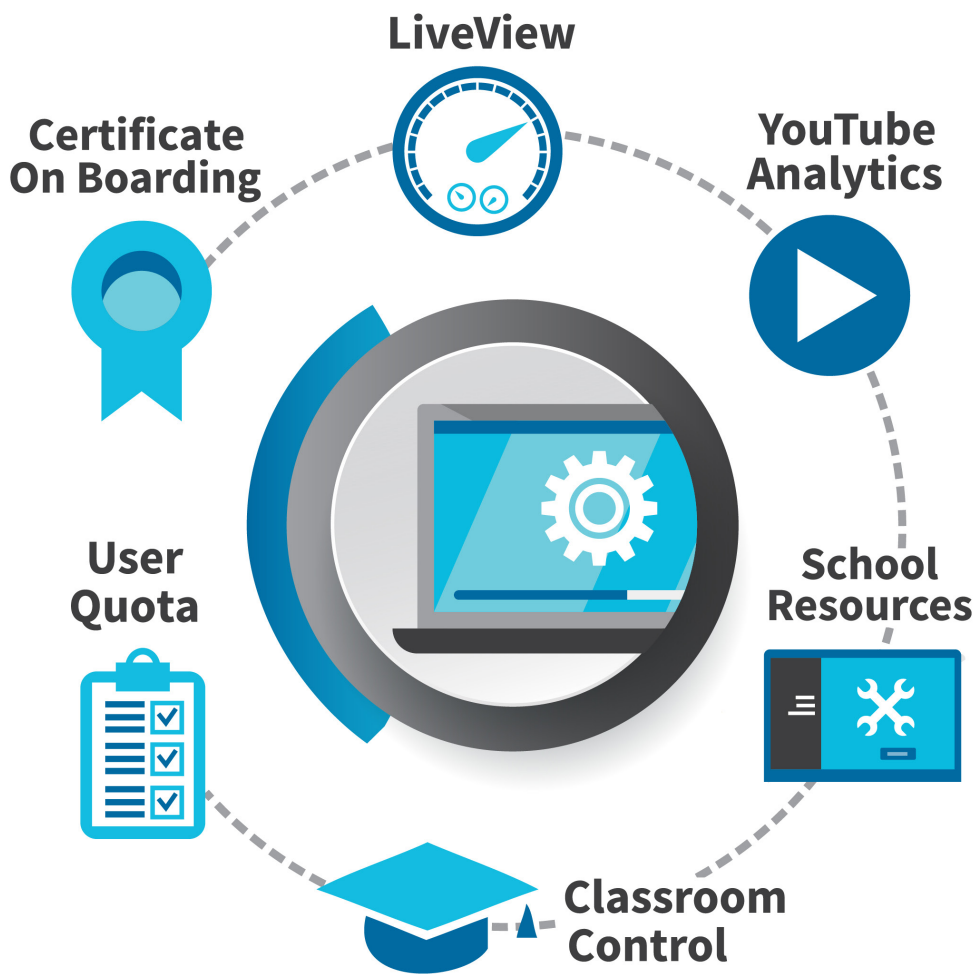 LiveView
Certificate
On Boarding
YouTube
Analytics
User
Quota
School
Resources
Classroom
Control